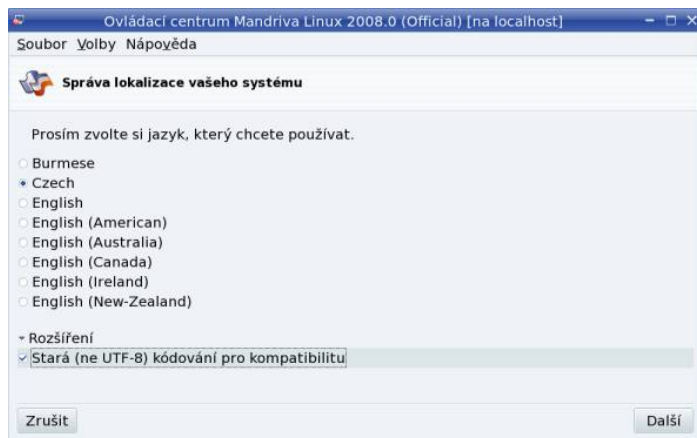 Ovládací centrum Mandriva Linux 2008.0 (Official) [na localhost]
Soubor Volby Nápověda
Správa lokalizace vašeho systému
Prosím zvolte si jazyk, který chcete používat.
Burmese
Czech
English
English (American)
English (Australia)
English (Canada)
English (Ireland)
English (New-Zealand)
Rozšíření
Stará (ne UTF-8) kódování pro kompatibilitu
Zrušit Další